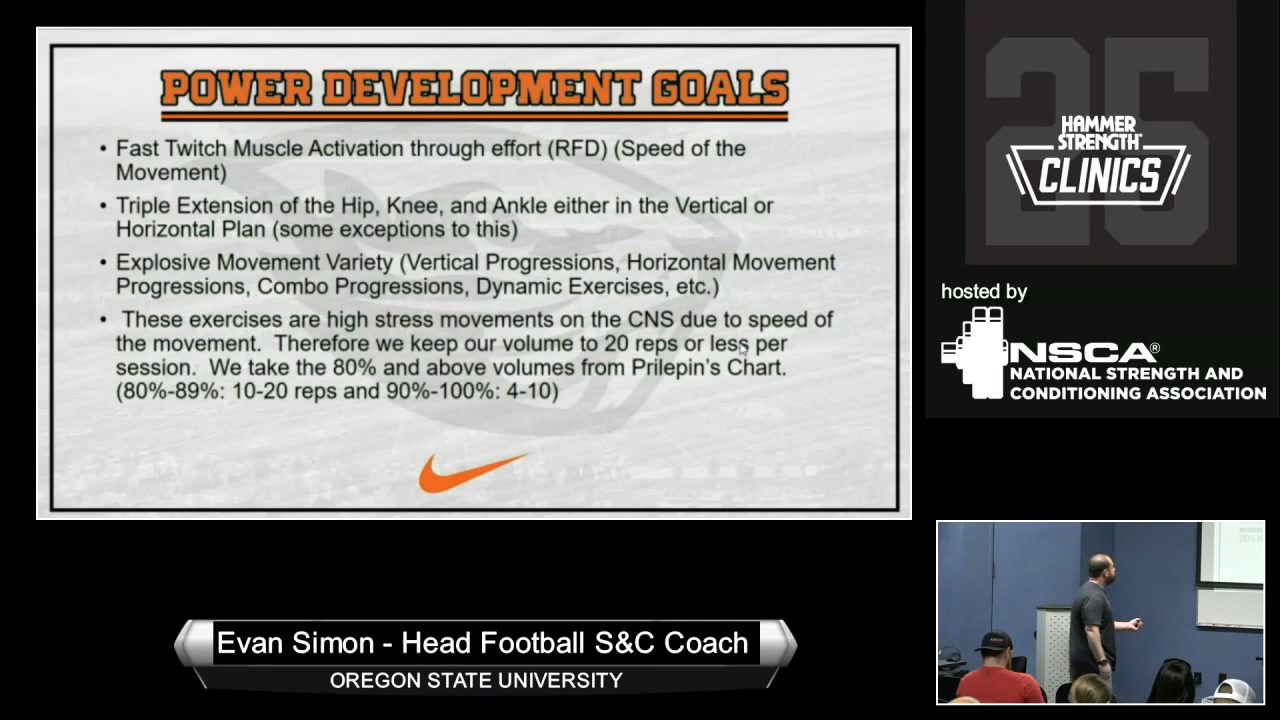 POWER DEVELOPMENT GOALS
• Fast Twitch Muscle Activation through effort (RFD) (Speed of the
Movement)
• Triple Extension of the Hip, Knee, and Ankle either in the Vertical or
Horizontal Plan (some exceptions to this)
• Explosive Movement Variety (Vertical Progressions, Horizontal Movement
Progressions, Combo Progressions, Dynamic Exercises, etc.)
• These exercises are high stress movements on the CNS due to speed of
the movement. Therefore we keep our volume to 20 reps or less per
session. We take the 80% and above volumes from Prilepin's Chart.
(80%-89%: 10-20 reps and 90%-100%: 4-10)
25
HAMMER
STRENGTH®
CLINICS
hosted by
NSCA®
NATIONAL STRENGTH AND
CONDITIONING ASSOCIATION
Evan Simon - Head Football S&C Coach
OREGON STATE UNIVERSITY